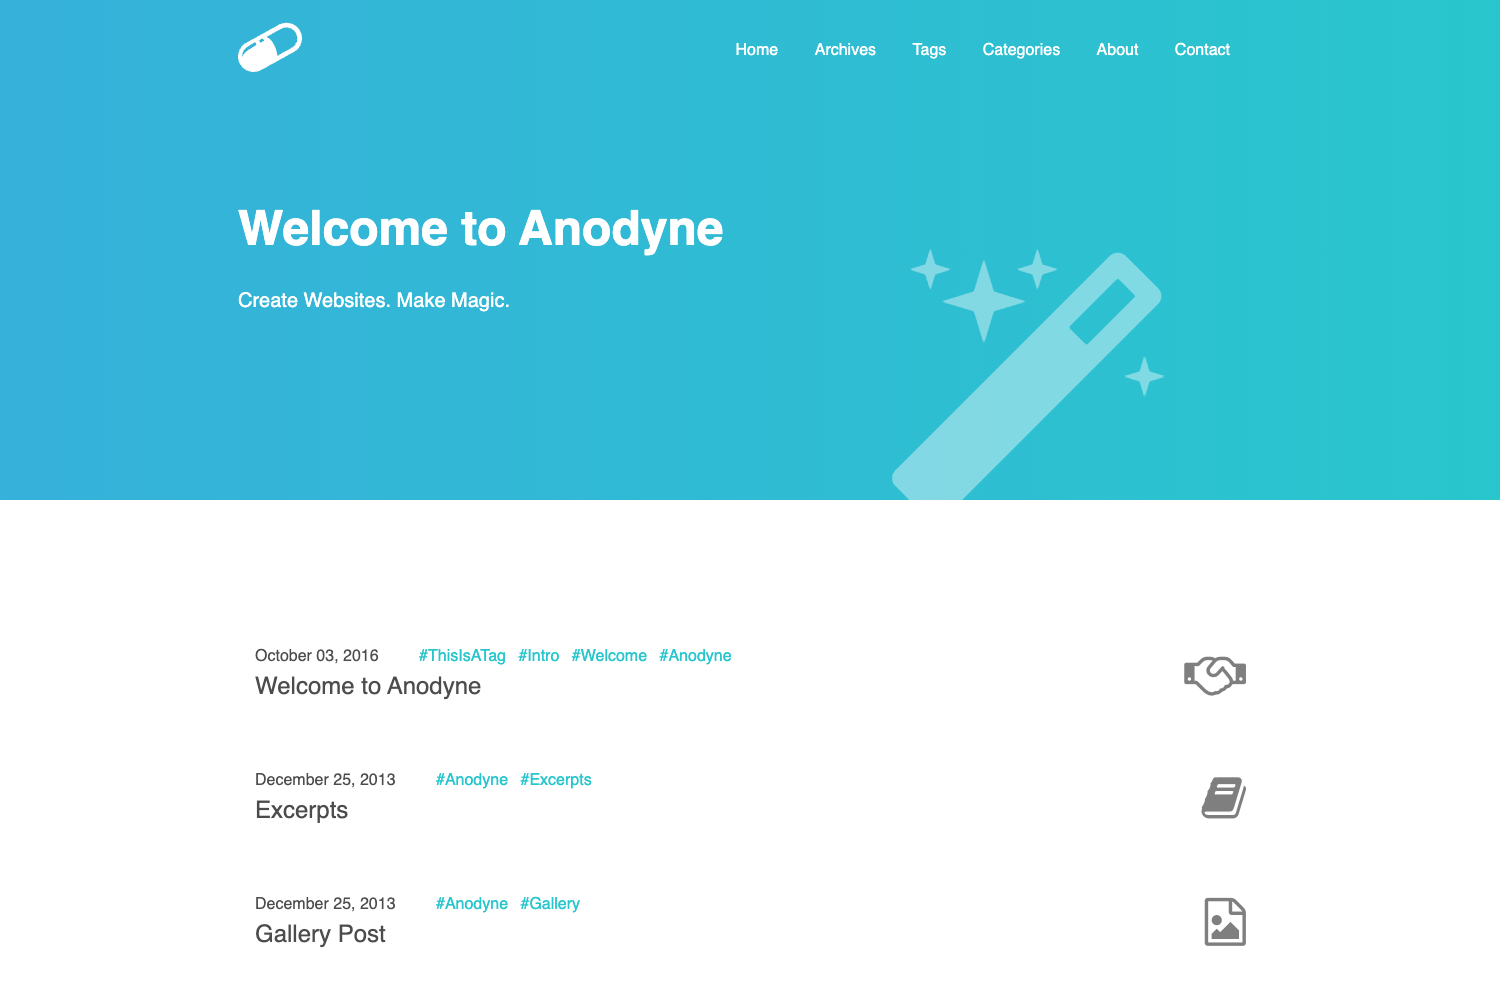 Home Archives Tags Categories About Contact
Welcome to Anodyne
Create Websites. Make Magic.
October 03, 2016 #ThisIsATag #Intro #Welcome #Anodyne
Welcome to Anodyne
December 25, 2013 #Anodyne #Excerpts
Excerpts
December 25, 2013 #Anodyne #Gallery
Gallery Post